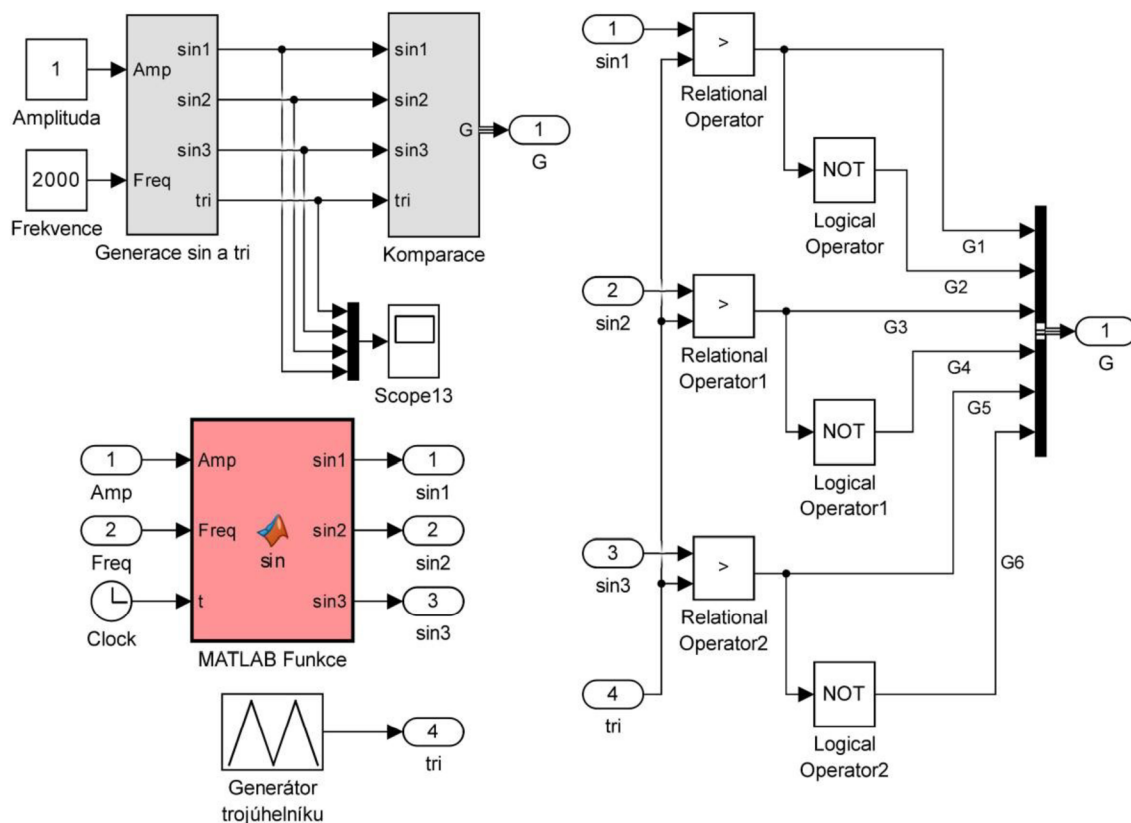 1
Amplituda
2000
Frekvence
Amp
Freq
sin1
sin2
sin3
tri
Generace sin a tri
sin1
sin2
sin3
tri
G
Komparace
1
G
Scope13
1
Amp
2
Freq
Clock
Amp
Freq
t
sin
sin1
sin2
sin3
MATLAB Funkce
1
sin1
2
sin2
3
sin3
Generátor
trojúhelníku
4
tri
1
sin1
>
Relational
Operator
NOT
Logical
Operator
G1
G2
2
sin2
>
Relational
Operator1
G3
NOT
Logical
Operator1
G4
G5
1
G
3
sin3
>
Relational
Operator2
G6
4
tri
NOT
Logical
Operator2